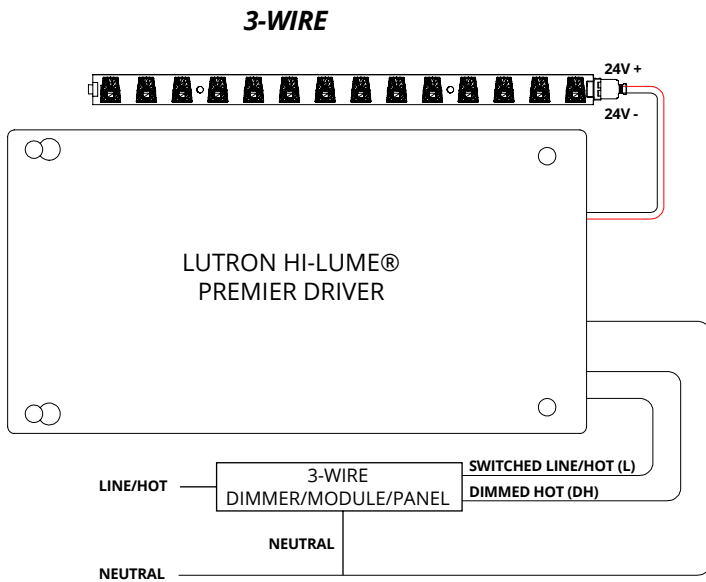 3-WIRE
24V +
24V -
LUTRON HI-LUME®
PREMIER DRIVER
SWITCHED LINE/HOT (L)
3-WIRE
LINE/HOT
DIMMER/MODULE/PANEL
DIMMED HOT (DH)
NEUTRAL
NEUTRAL